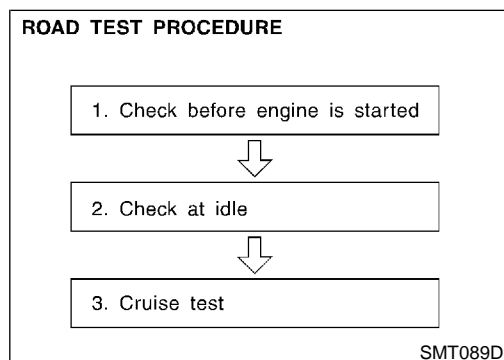 ROAD TEST PROCEDURE
1. Check before engine is started
2. Check at idle
3. Cruise test
SMT089D